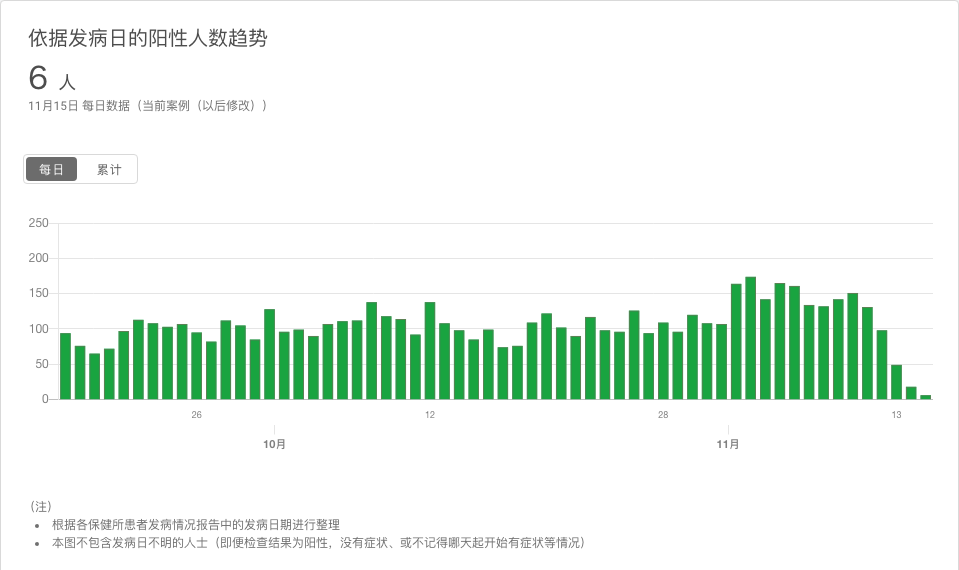 依据发病日的阳性人数趋势
6 人
11月15日 每日数据（当前案例（以后修改））
每日 累计
250
200
150
100
50
0
26 12 28 13
10月 11月
（注）
• 根据各保健所患者发病情况报告中的发病日期进行整理
• 本图不包含发病日不明的人士（即便检查结果为阳性，没有症状、或不记得哪天起开始有症状等情况）